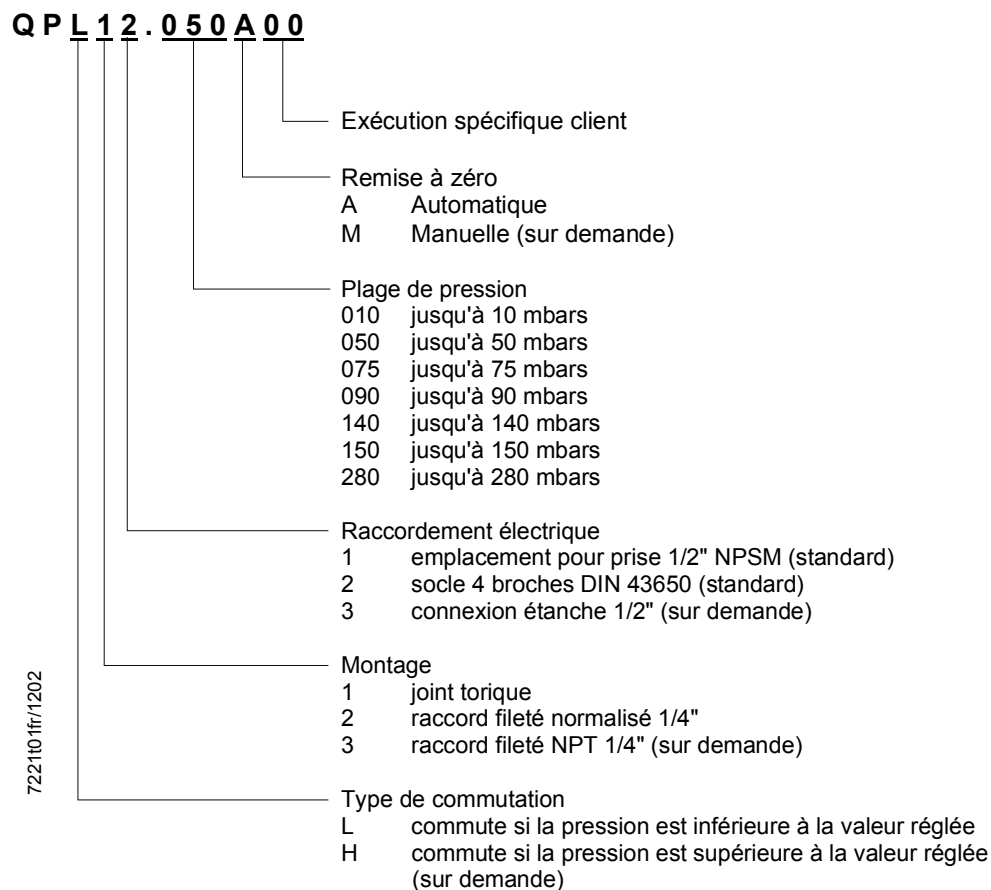 QPL12.050A00
Exécution spécifique client
Remise à zéro
A Automatique
M Manuelle (sur demande)
Plage de pression
010 jusqu'à 10 mbars
050 jusqu'à 50 mbars
075 jusqu'à 75 mbars
090 jusqu'à 90 mbars
140 jusqu'à 140 mbars
150 jusqu'à 150 mbars
280 jusqu'à 280 mbars
Raccordement électrique
1 emplacement pour prise 1/2" NPSM (standard)
2 socle 4 broches DIN 43650 (standard)
3 connexion étanche 1/2" (sur demande)
Montage
1 joint torique
2 raccord fileté normalisé 1/4"
3 raccord fileté NPT 1/4" (sur demande)
Type de commutation
L commute si la pression est inférieure à la valeur réglée
H commute si la pression est supérieure à la valeur réglée
(sur demande)
7221t01fr/1202